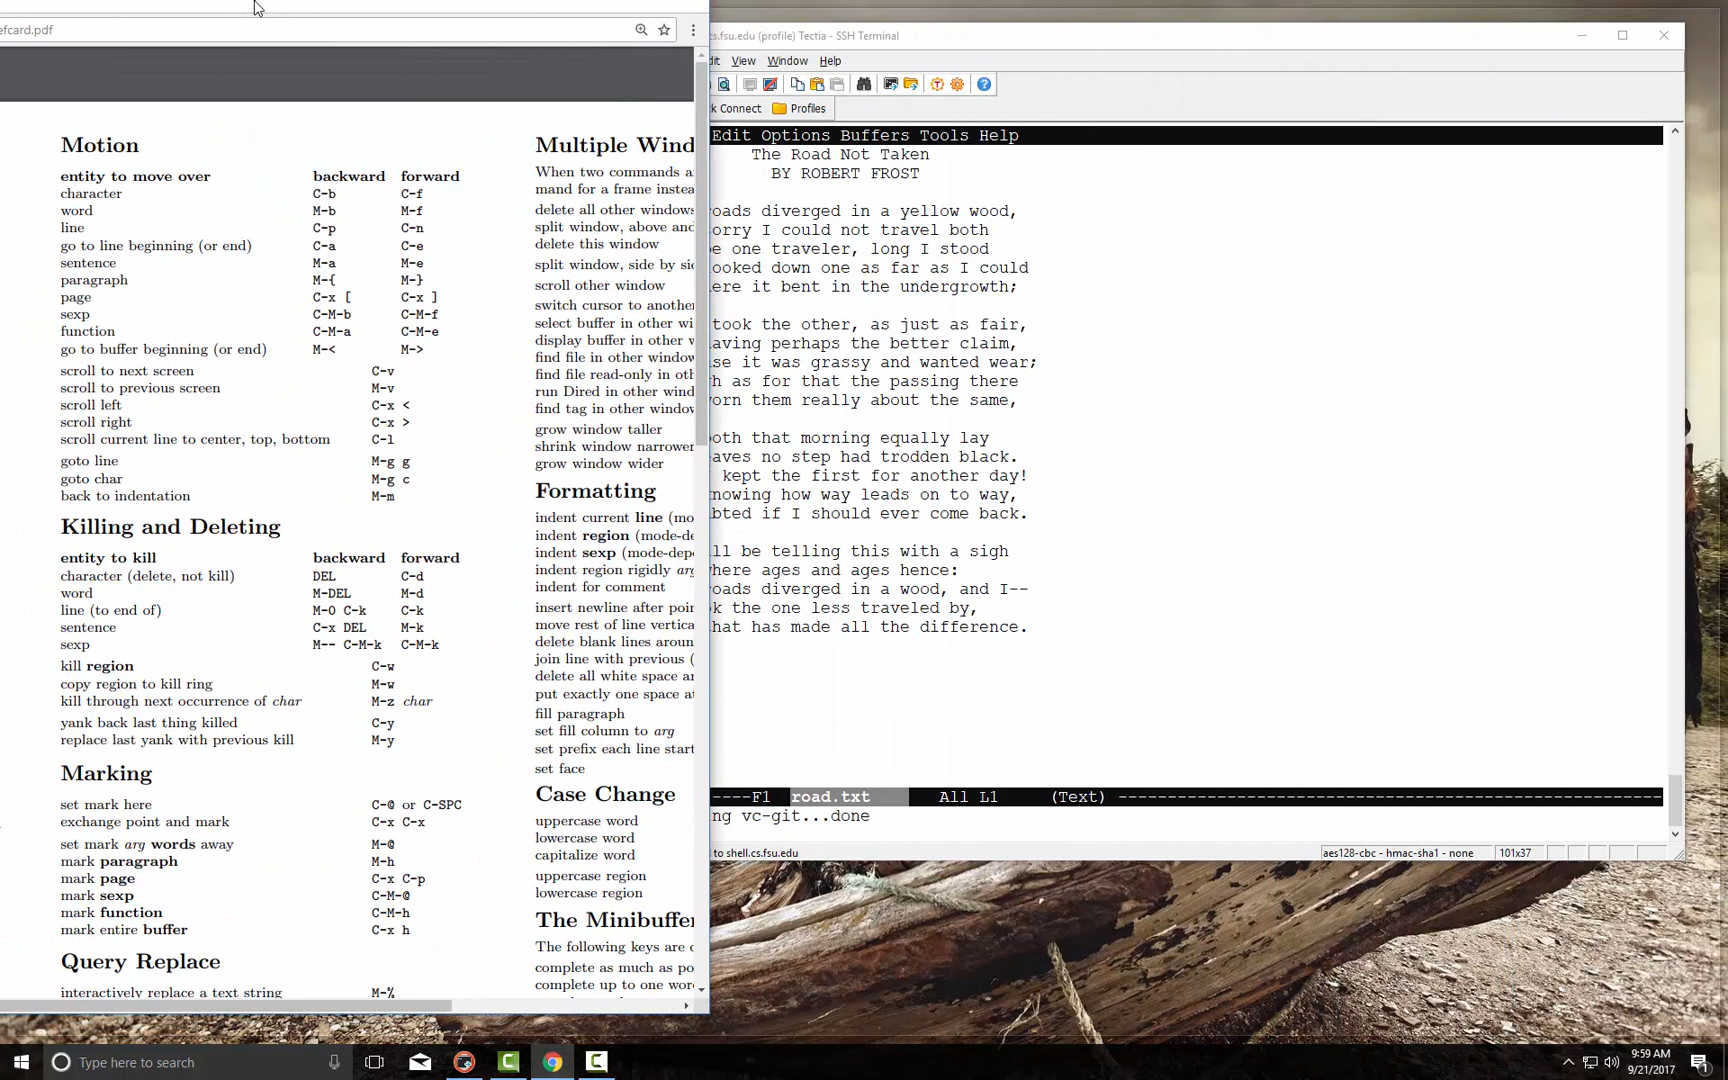 efcard.pdf
Motion
entity to move over backward forward
character C-b C-f
word M-b M-f
line C-p C-n
go to line beginning (or end) C-a C-e
sentence M-a M-e
paragraph M-{ M-}
page C-x [ C-x ]
sexp C-M-b C-M-f
function C-M-a C-M-e
go to buffer beginning (or end) M-< M->
scroll to next screen C-v
scroll to previous screen M-v
scroll left C-x <
scroll right C-x >
scroll current line to center, top, bottom C-l
goto line M-g g
goto char M-g c
back to indentation M-m
Killing and Deleting
entity to kill backward forward
character (delete, not kill) DEL C-d
word M-DEL M-d
line (to end of) M-0 C-k C-k
sentence C-x DEL M-k
sexp M-- C-M-k C-M-k
kill region C-w
copy region to kill ring M-w
kill through next occurrence of char M-z char
yank back last thing killed C-y
replace last yank with previous kill M-y
Marking
set mark here C-@ or C-SPC
exchange point and mark C-x C-x
set mark arg words away M-@
mark paragraph M-h
mark page C-x C-p
mark sexp C-M-@
mark function C-M-h
mark entire buffer C-x h
Query Replace
interactively replace a text string M-%
Multiple Wind
When two commands a
mand for a frame instea
delete all other windows
split window, above and
delete this window
split window, side by si
scroll other window
switch cursor to another
select buffer in other wi
display buffer in other w
find file in other window
find file read-only in oth
run Dired in other wind
find tag in other window
grow window taller
shrink window narrower
grow window wider
Formatting
indent current line (mo
indent region (mode-de
indent sexp (mode-dep
indent region rigidly arg
indent for comment
insert newline after poin
move rest of line vertica
delete blank lines aroun
join line with previous (
delete all white space ar
put exactly one space at
fill paragraph
set fill column to arg
set prefix each line start
set face
Case Change
uppercase word
lowercase word
capitalize word
uppercase region
lowercase region
The Minibuffer
The following keys are d
complete as much as po
complete up to one wor
cs.fsu.edu (profile) Tectia - SSH Terminal
dit View Window Help
k Connect Profiles
Edit Options Buffers Tools Help
The Road Not Taken
BY ROBERT FROST
roads diverged in a yellow wood,
orry I could not travel both
e one traveler, long I stood
ooked down one as far as I could
ere it bent in the undergrowth;
took the other, as just as fair,
aving perhaps the better claim,
se it was grassy and wanted wear;
h as for that the passing there
orn them really about the same,
oth that morning equally lay
eaves no step had trodden black.
kept the first for another day!
nowing how way leads on to way,
bted if I should ever come back.
ll be telling this with a sigh
here ages and ages hence:
roads diverged in a wood, and I--
k the one less traveled by,
hat has made all the difference.
----F1 road.txt All L1 (Text) ----------
ng vc-git...done
to shell.cs.fsu.edu aes128-cbc - hmac-sha1 - none 101x37
Type here to search
9:59 AM
9/21/2017
1